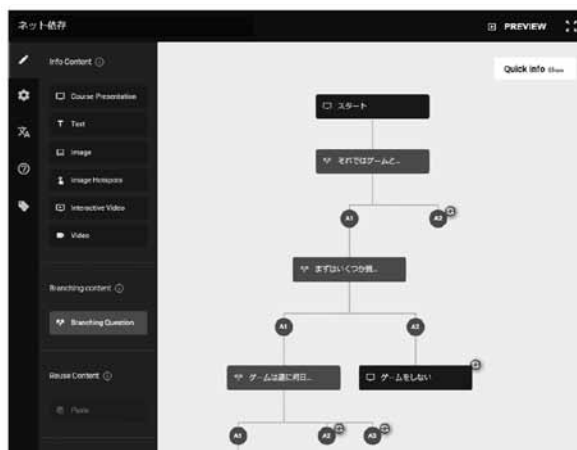 ネット依存
PREVIEW
Info Content
Quick info
Course Presentation
スタート
Text
Image
それではゲームと...
Image Hotspots
A1
A2
Interactive Video
Video
まずはいくつか質...
Branching content
A1
A2
Branching Question
ゲームは週に何日...
ゲームをしない
Reuse Content
Paste
A1
A2
A3